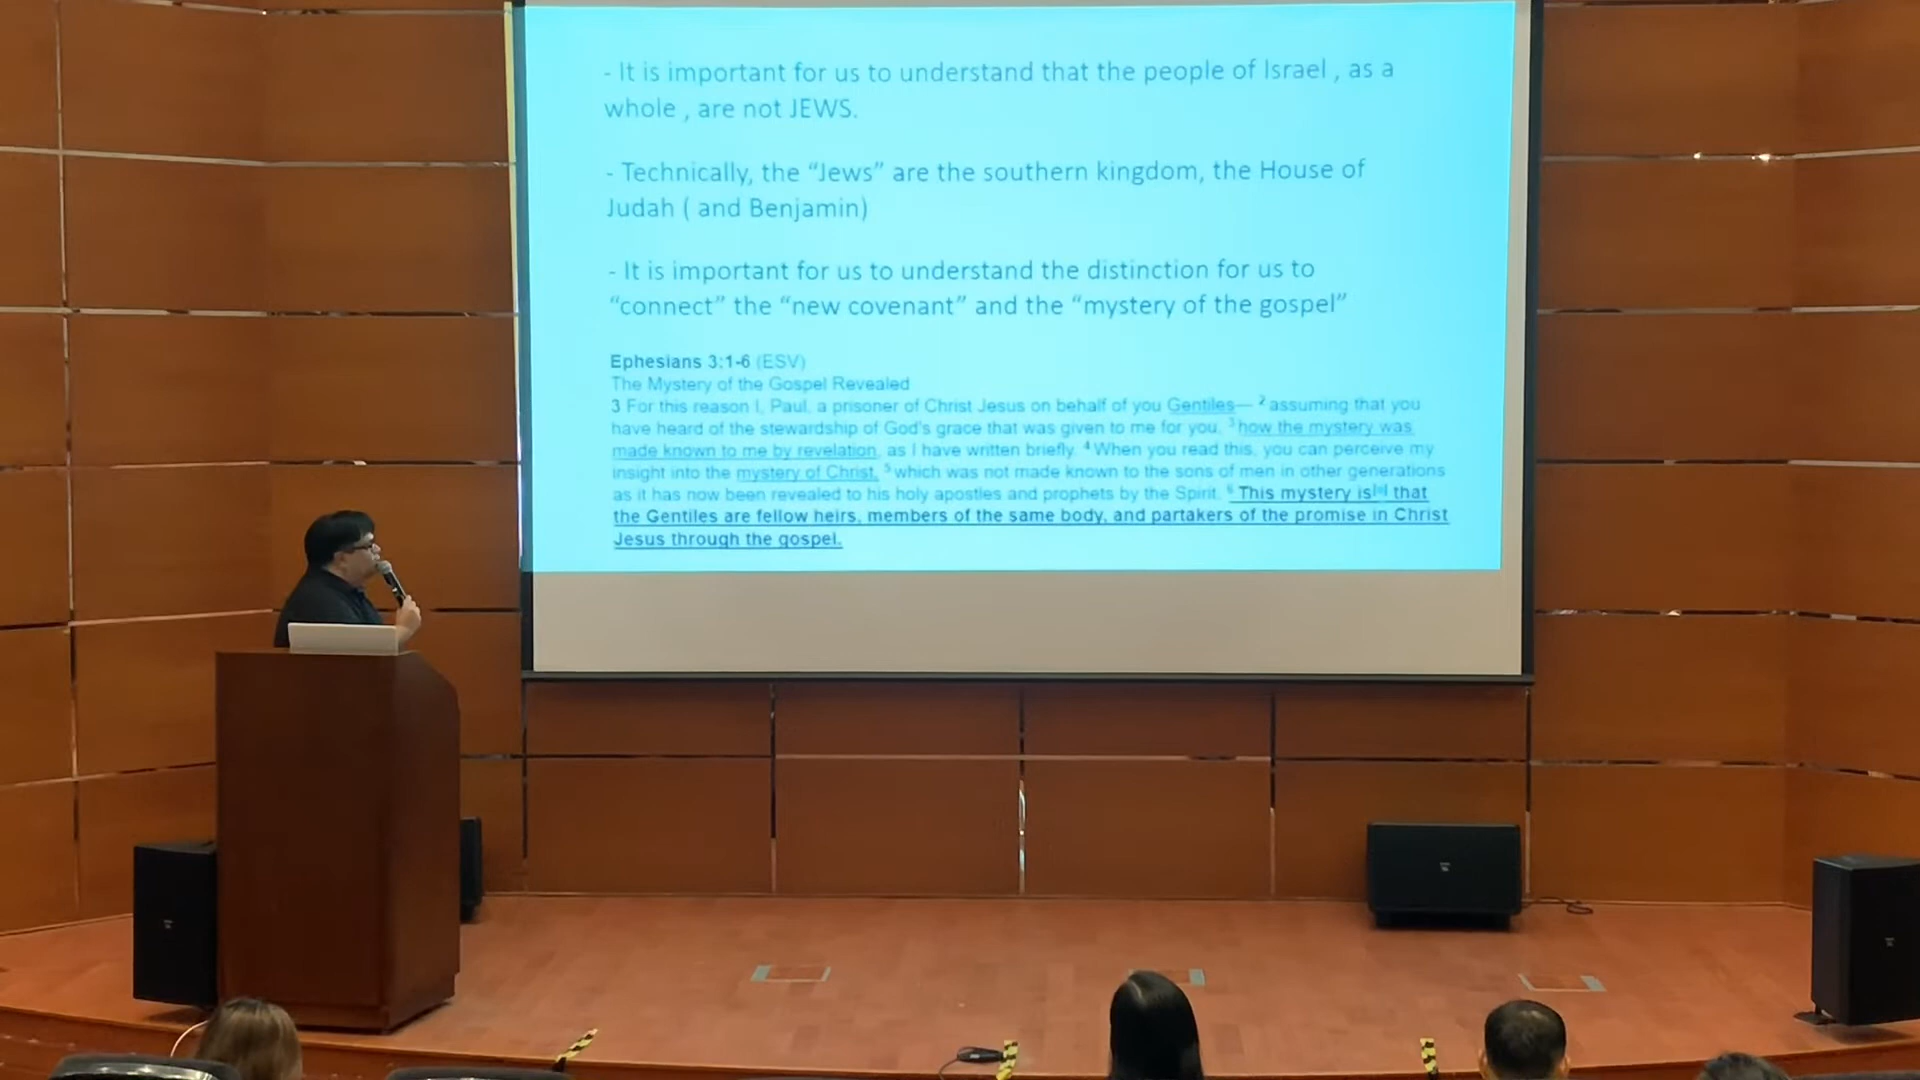 - It is important for us to understand that the people of Israel , as a
whole , are not JEWS.
- Technically, the “Jews” are the southern kingdom, the House of
Judah ( and Benjamin)
- It is important for us to understand the distinction for us to
“connect” the “new covenant” and the “mystery of the gospel”
Ephesians 3:1-6 (ESV)
The Mystery of the Gospel Revealed
3 For this reason I, Paul, a prisoner of Christ Jesus on behalf of you Gentiles— 2 assuming that you
have heard of the stewardship of God's grace that was given to me for you, 3 how the mystery was
made known to me by revelation, as I have written briefly. 4 When you read this, you can perceive my
insight into the mystery of Christ, 5 which was not made known to the sons of men in other generations
as it has now been revealed to his holy apostles and prophets by the Spirit. 6 This mystery is[a] that
the Gentiles are fellow heirs, members of the same body, and partakers of the promise in Christ
Jesus through the gospel.